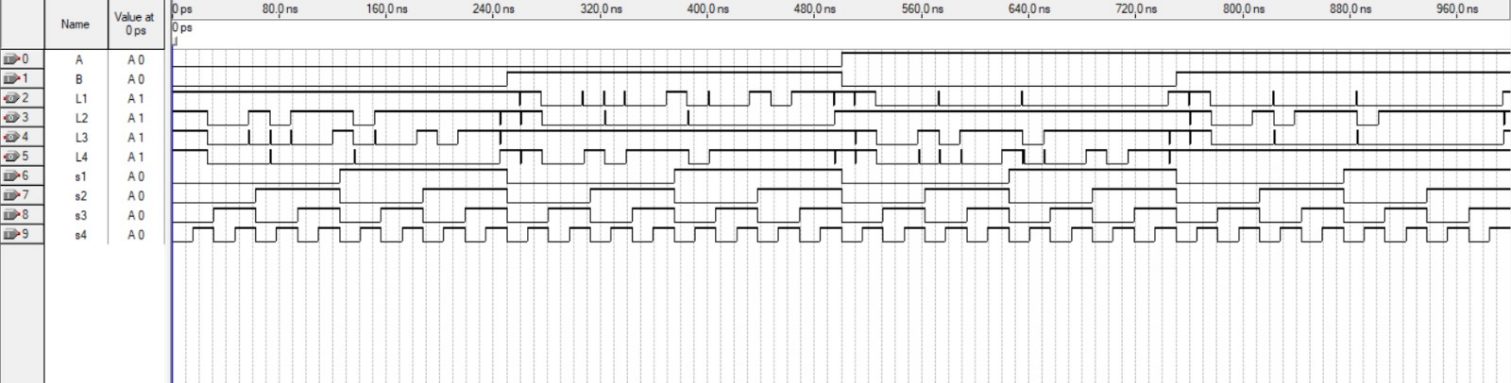 Name Value at 0 ps 0 ps 80.0 ns 160.0 ns 240.0 ns 320.0 ns 400.0 ns 480.0 ns 560.0 ns 640.0 ns 720.0 ns 800.0 ns 880.0 ns 960.0 ns
0 ps
0 A A 0
1 B A 0
2 L1 A 1
3 L2 A 1
4 L3 A 1
5 L4 A 1
6 s1 A 0
7 s2 A 0
8 s3 A 0
9 s4 A 0